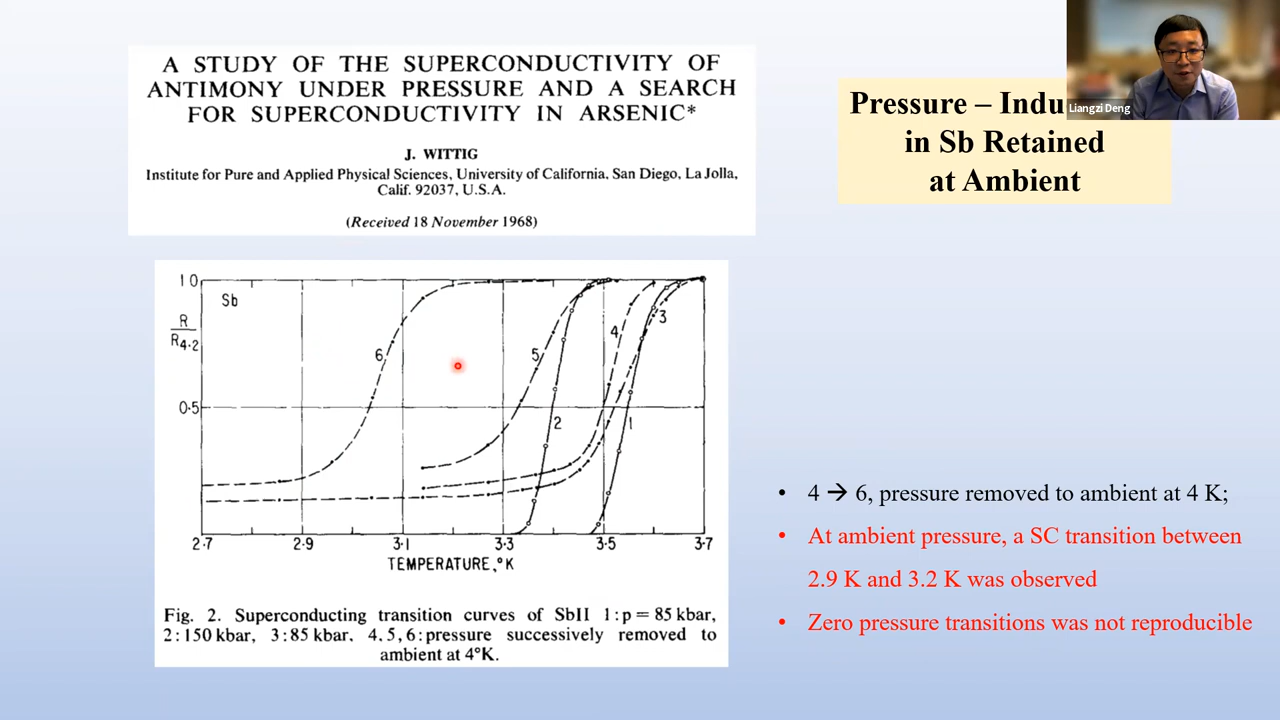 A STUDY OF THE SUPERCONDUCTIVITY OF
ANTIMONY UNDER PRESSURE AND A SEARCH
FOR SUPERCONDUCTIVITY IN ARSENIC*
J. WITTIG
Institute for Pure and Applied Physical Sciences, University of California, San Diego, La Jolla,
Calif. 92037, U.S.A.
(Received 18 November 1968)
Pressure – Indu
in Sb Retained
at Ambient
Liangzi Deng
1 0
Sb
R
R4·2
0·5
6
5
4
3
2
1
2·7
2·9
3·1
3·3
3·5
3·7
TEMPERATURE,°K
Fig. 2. Superconducting transition curves of SbII 1:p = 85 kbar,
2:150 kbar, 3:85 kbar. 4, 5, 6:pressure successively removed to
ambient at 4°K.
• 4 → 6, pressure removed to ambient at 4 K;
• At ambient pressure, a SC transition between
2.9 K and 3.2 K was observed
• Zero pressure transitions was not reproducible